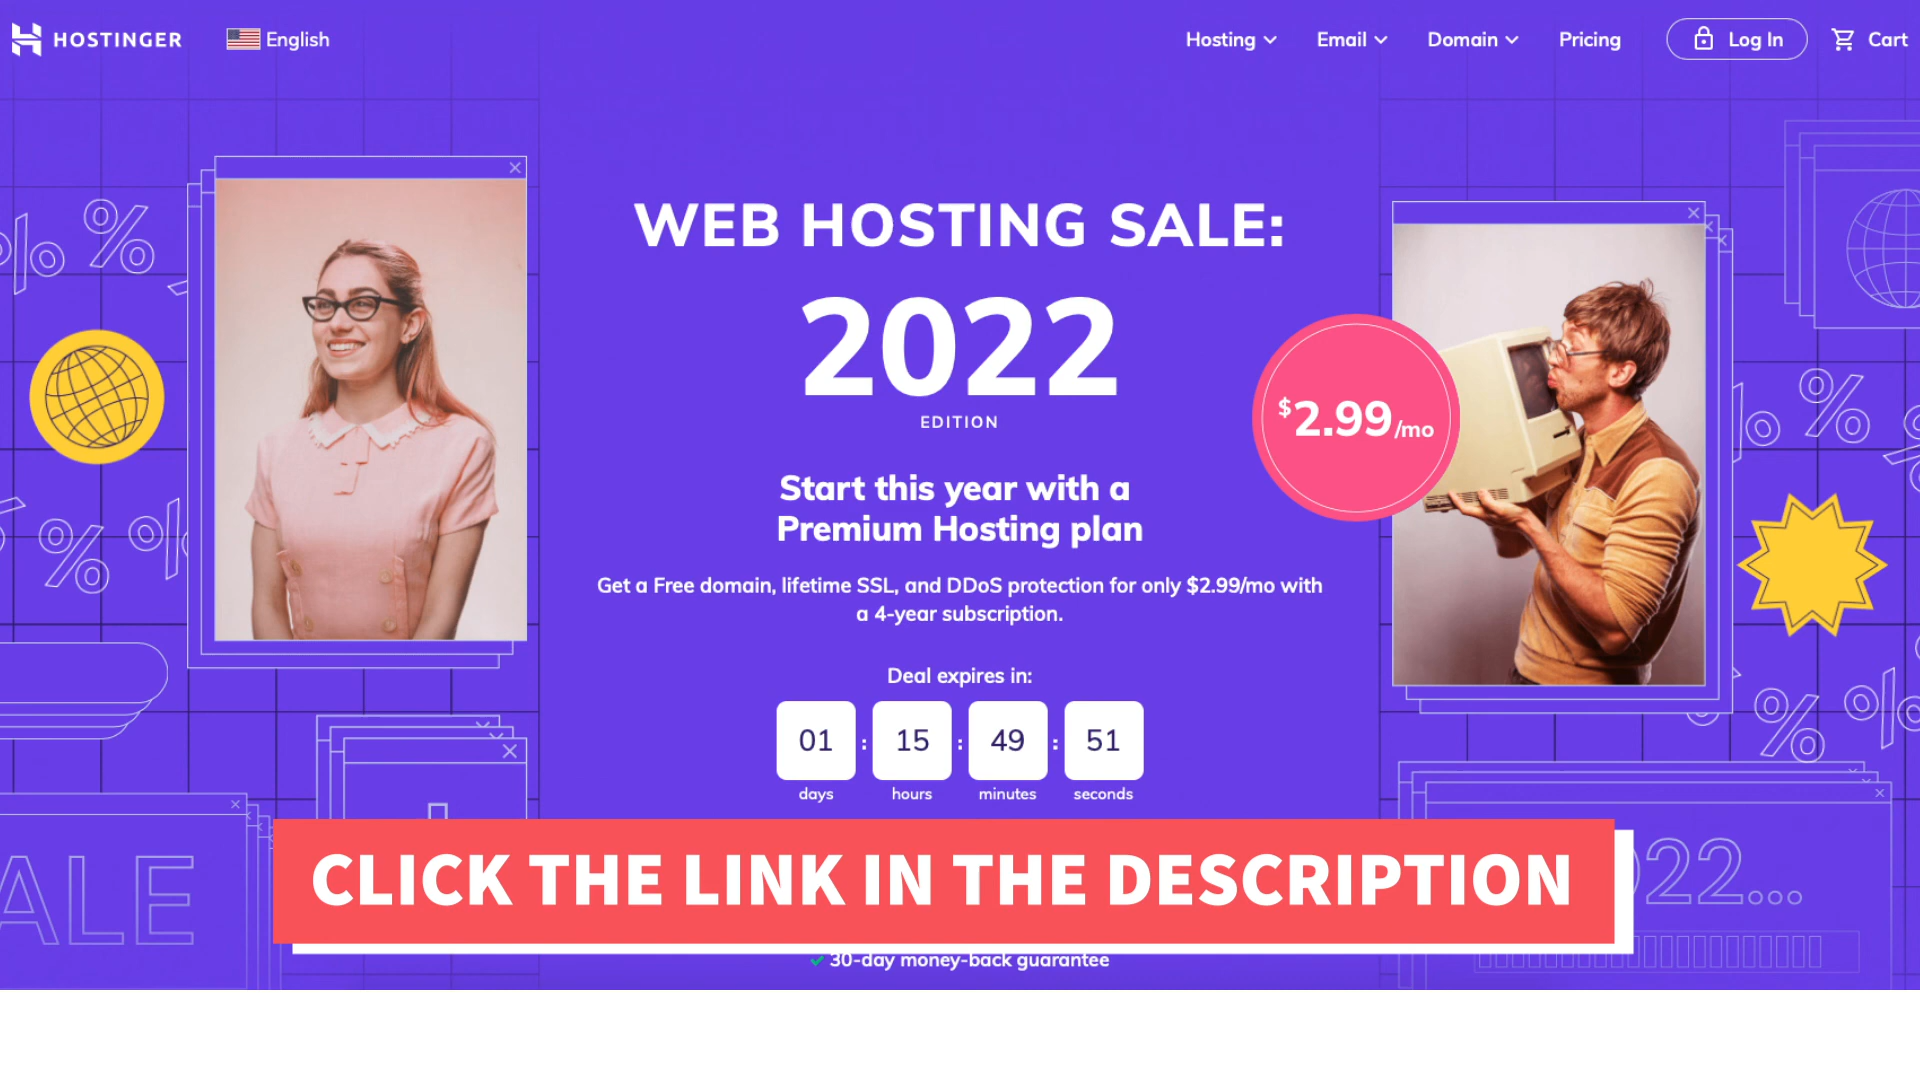 HOSTINGER
English
Hosting
Email
Domain
Pricing
Log In
Cart
WEB HOSTING SALE:
2022
EDITION
$2.99/mo
Start this year with a
Premium Hosting plan
Get a Free domain, lifetime SSL, and DDoS protection for only $2.99/mo with
a 4-year subscription.
Deal expires in:
01 : 15 : 49 : 51
days hours minutes seconds
CLICK THE LINK IN THE DESCRIPTION
ALE
022...
30-day money-back guarantee